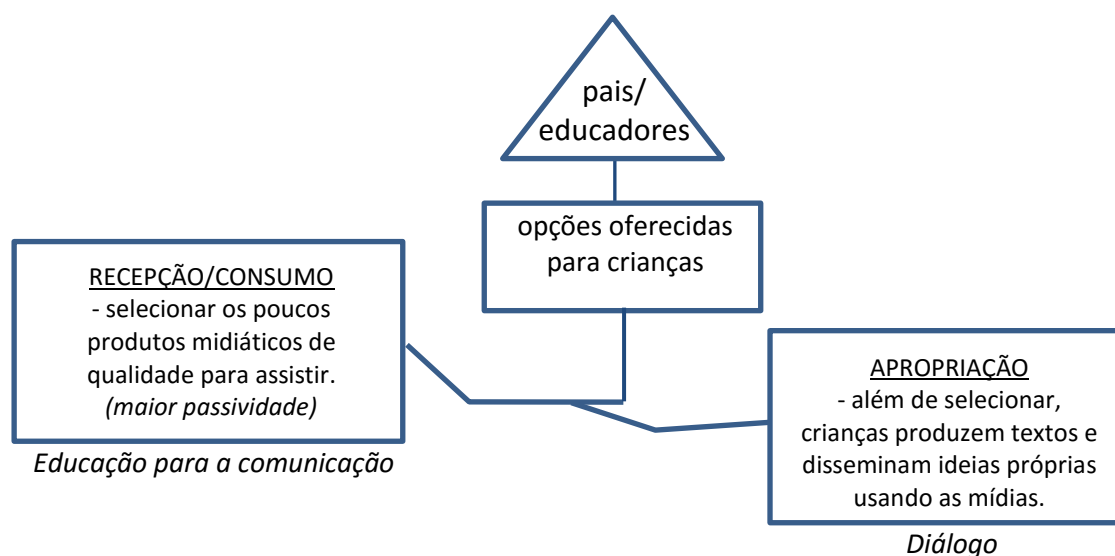 pais/
educadores
opções oferecidas
para crianças
RECEPÇÃO/CONSUMO
- selecionar os poucos
produtos midiáticos de
qualidade para assistir.
(maior passividade)
Educação para a comunicação
APROPRIAÇÃO
- além de selecionar,
crianças produzem textos e
disseminam ideias próprias
usando as mídias.
Diálogo